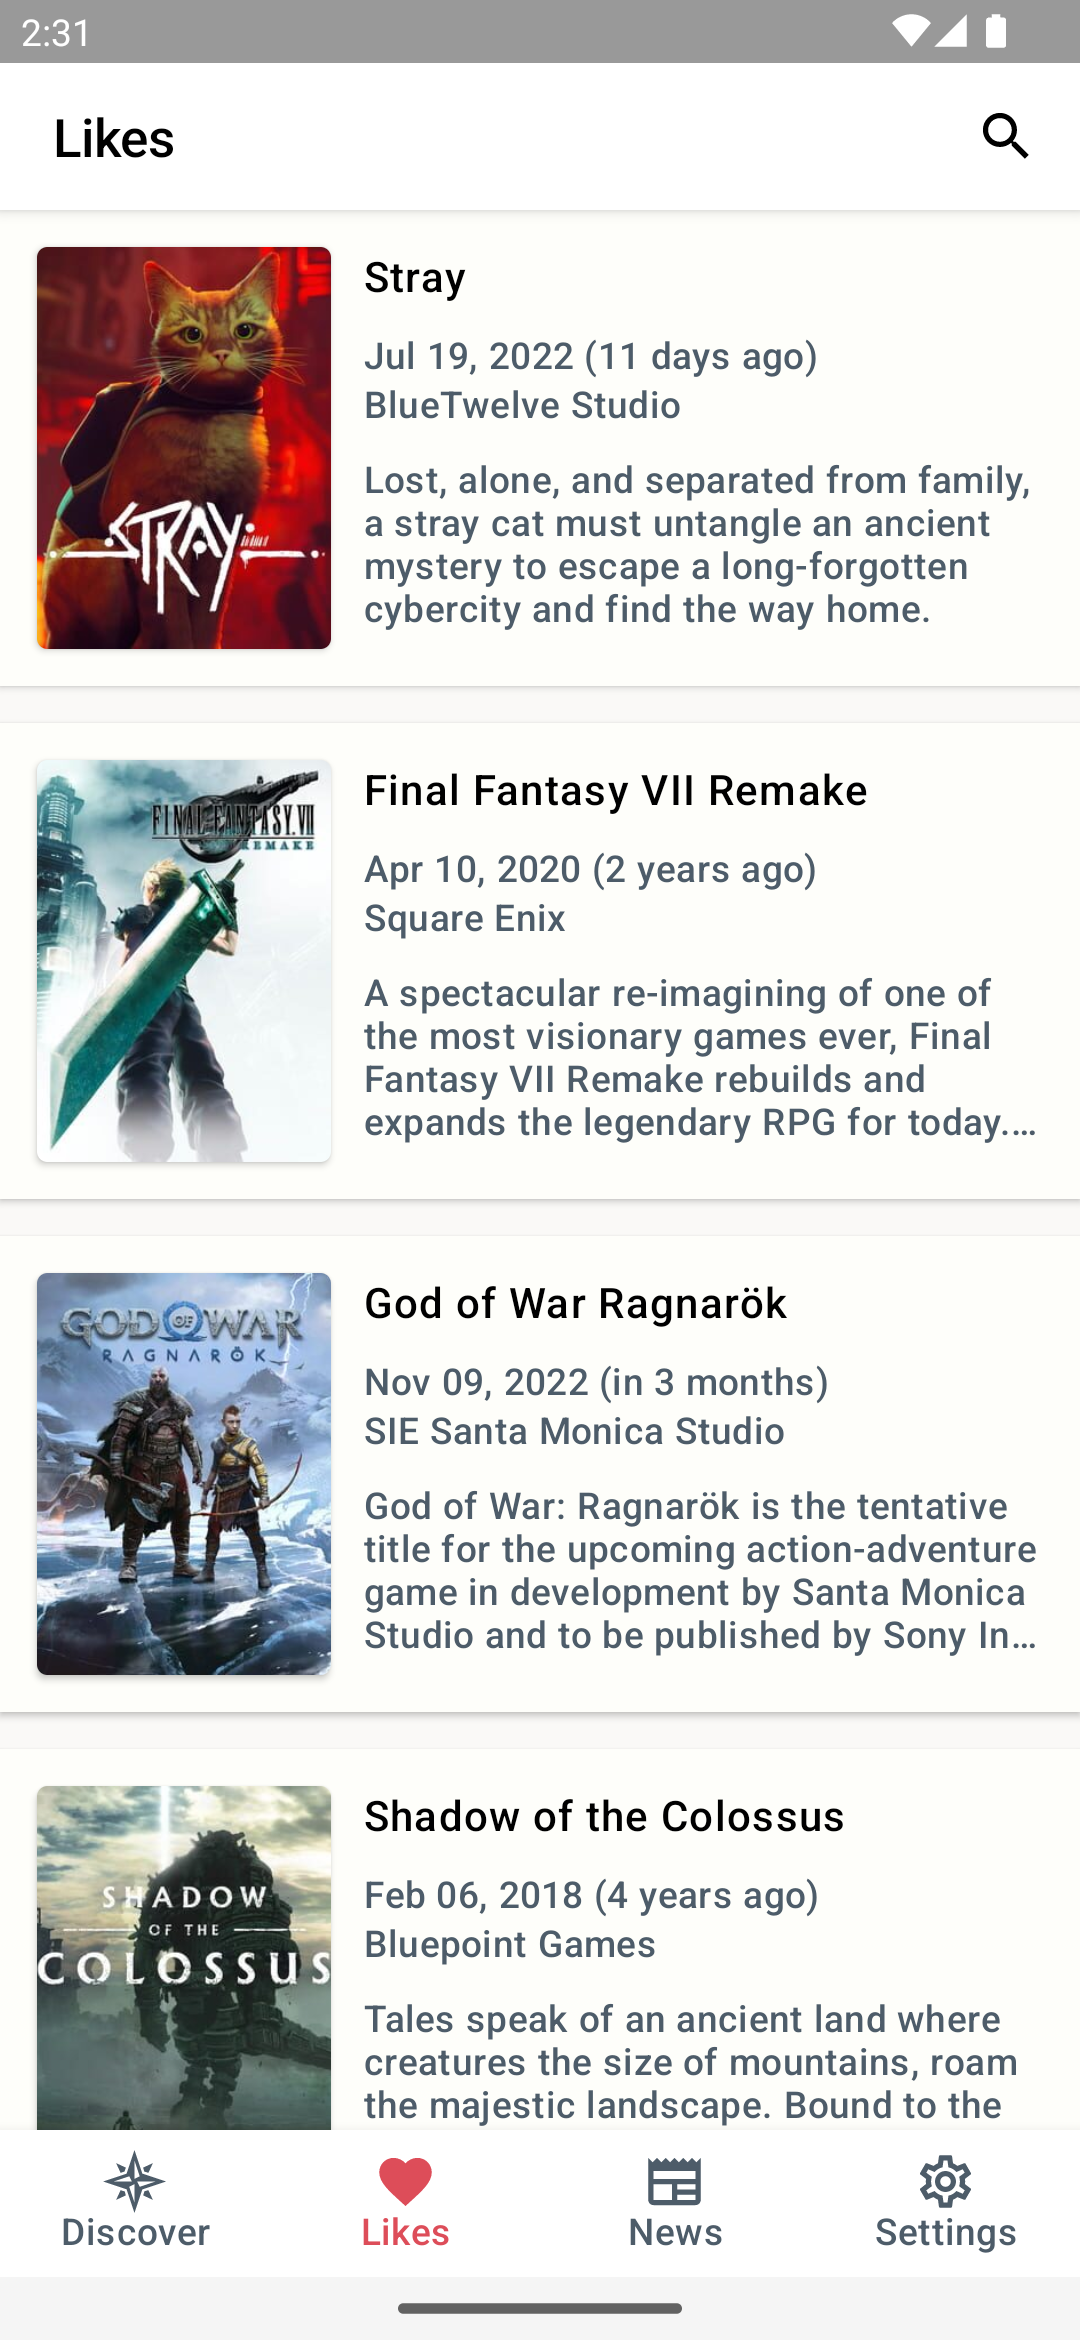 2:31
Likes
Stray
Jul 19, 2022 (11 days ago)
BlueTwelve Studio
Lost, alone, and separated from family,
a stray cat must untangle an ancient
mystery to escape a long-forgotten
cybercity and find the way home.
STRAY
Final Fantasy VII Remake
Apr 10, 2020 (2 years ago)
Square Enix
A spectacular re-imagining of one of
the most visionary games ever, Final
Fantasy VII Remake rebuilds and
expands the legendary RPG for today.…
FINAL FANTASY VII
REMAKE
God of War Ragnarök
Nov 09, 2022 (in 3 months)
SIE Santa Monica Studio
God of War: Ragnarök is the tentative
title for the upcoming action-adventure
game in development by Santa Monica
Studio and to be published by Sony In…
GOD OF WAR
RAGNARÖK
Shadow of the Colossus
Feb 06, 2018 (4 years ago)
Bluepoint Games
Tales speak of an ancient land where
creatures the size of mountains, roam
the majestic landscape. Bound to the
SHADOW
OF THE
COLOSSUS
Discover
Likes
News
Settings